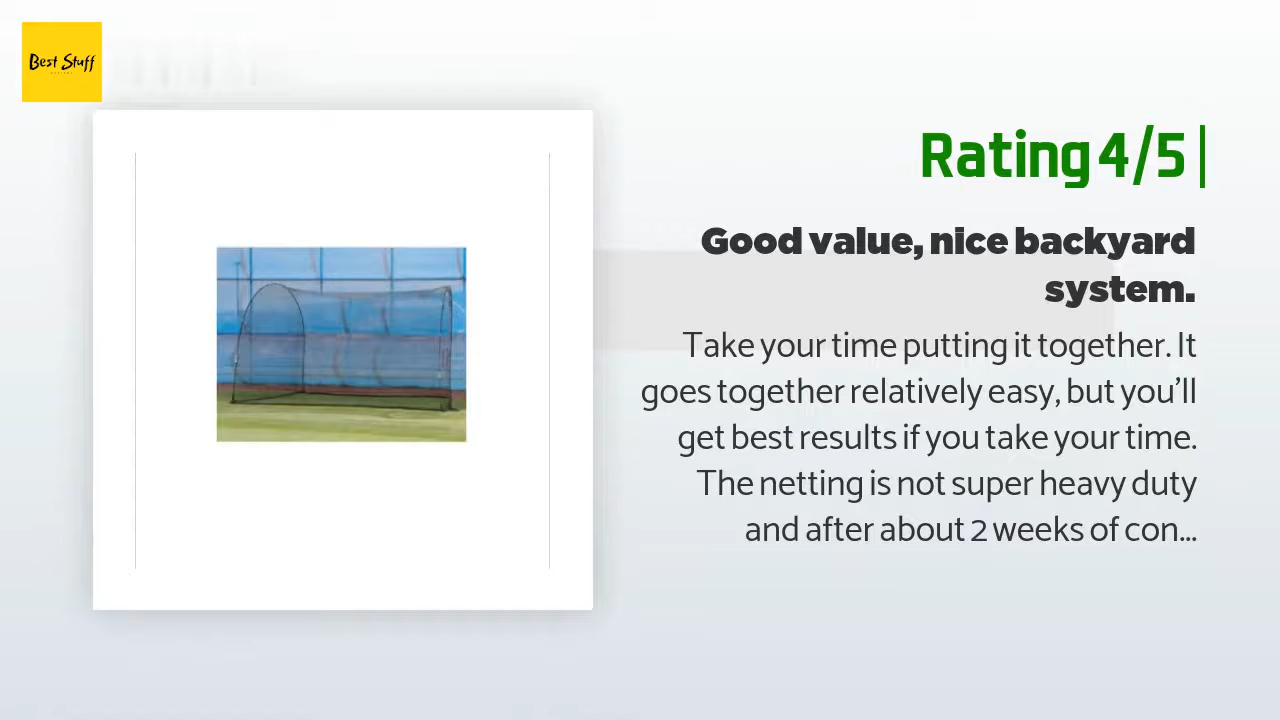 Best Stuff
Rating 4/5
Good value, nice backyard
system.
Take your time putting it together. It
goes together relatively easy, but you'll
get best results if you take your time.
The netting is not super heavy duty
and after about 2 weeks of con...